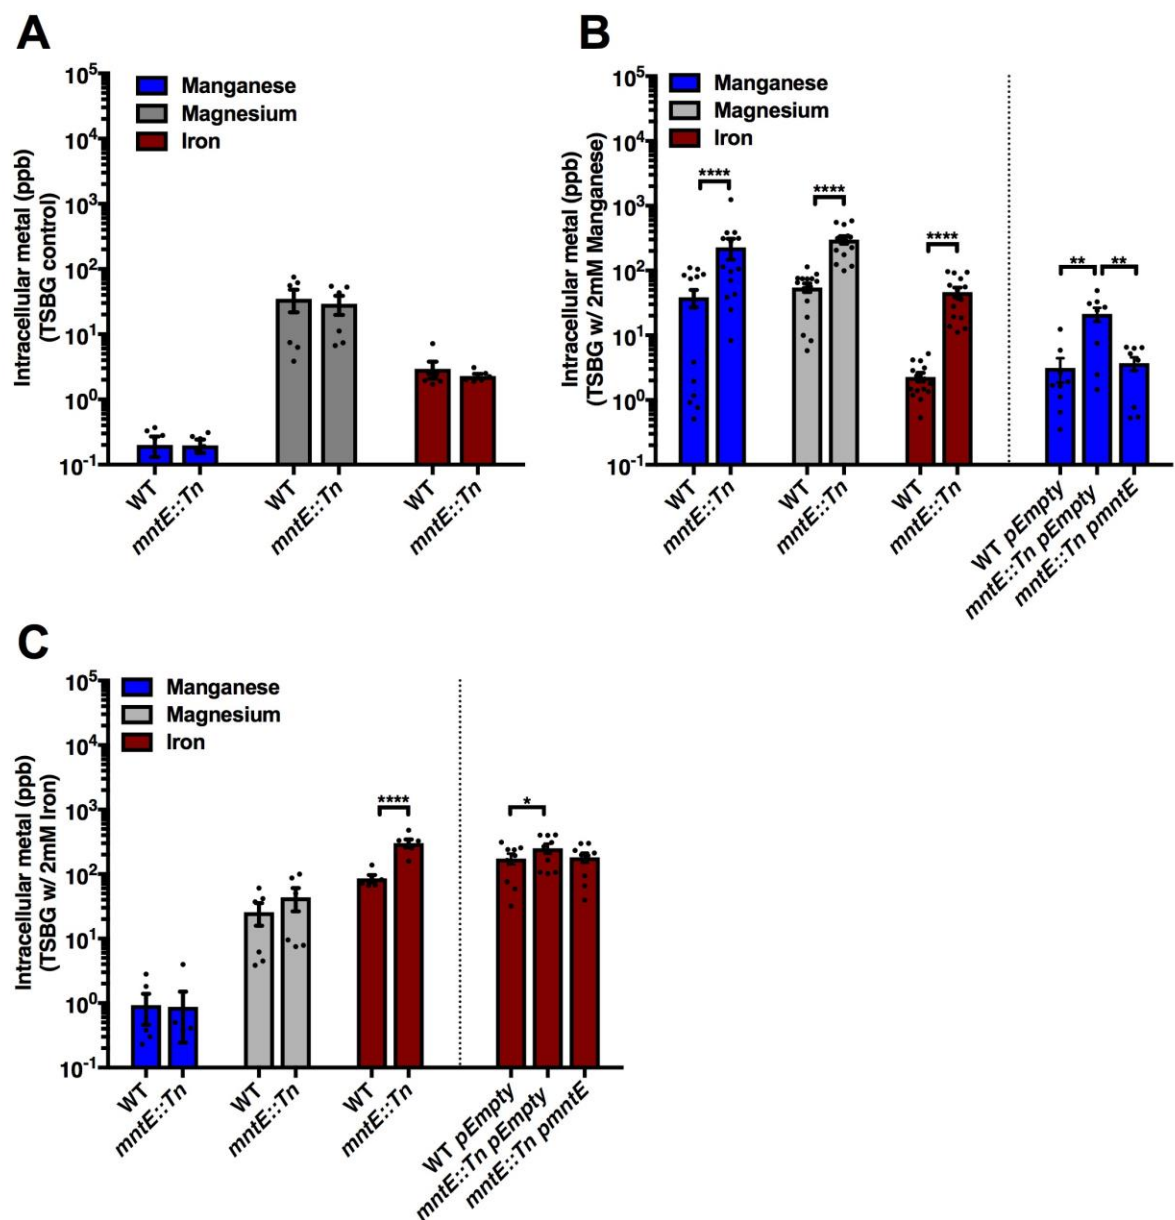 A
Intracellular metal (ppb)
(TSBG control)
10^5
10^4
10^3
10^2
10^1
10^0
10^-1
Manganese
Magnesium
Iron
WT
mntE::Tn
WT
mntE::Tn
WT
mntE::Tn
B
Intracellular metal (ppb)
(TSBG w/ 2mM Manganese)
10^5
10^4
10^3
10^2
10^1
10^0
10^-1
Manganese
Magnesium
Iron
****
****
****
**
**
WT
mntE::Tn
WT
mntE::Tn
WT
mntE::Tn
WT pEmpty
mntE::Tn pEmpty
mntE::Tn pmntE
C
Intracellular metal (ppb)
(TSBG w/ 2mM Iron)
10^5
10^4
10^3
10^2
10^1
10^0
10^-1
Manganese
Magnesium
Iron
****
*
WT
mntE::Tn
WT
mntE::Tn
WT
mntE::Tn
WT pEmpty
mntE::Tn pEmpty
mntE::Tn pmntE